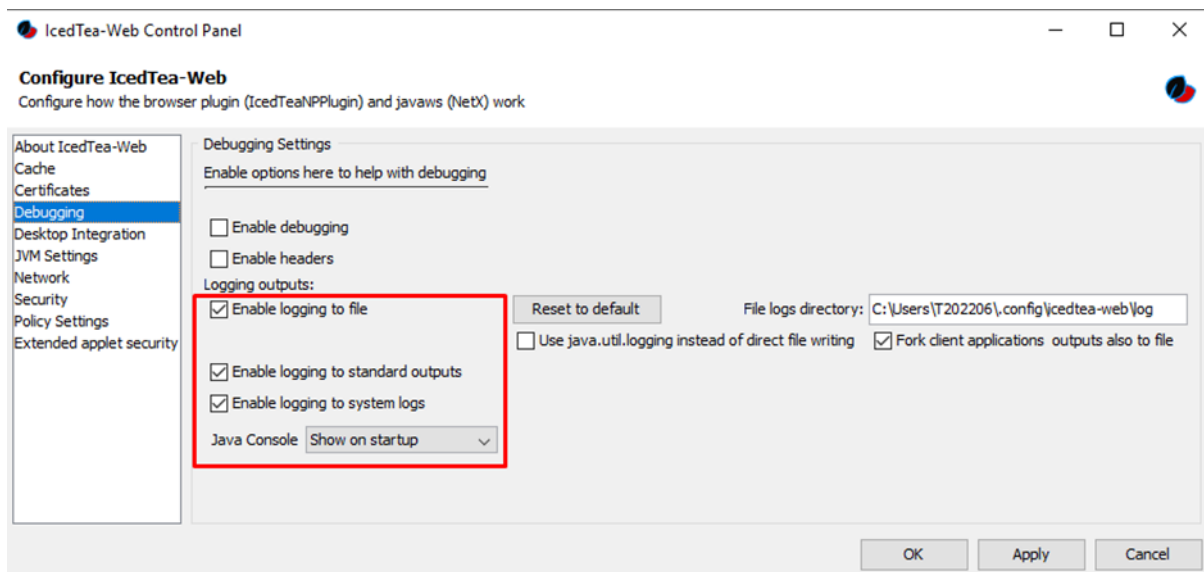 IcedTea-Web Control Panel
Configure IcedTea-Web
Configure how the browser plugin (IcedTeaNPPlugin) and javaws (NetX) work
About IcedTea-Web
Cache
Certificates
Debugging
Desktop Integration
JVM Settings
Network
Security
Policy Settings
Extended applet security
Debugging Settings
Enable options here to help with debugging
Enable debugging
Enable headers
Logging outputs:
Enable logging to file
Reset to default
File logs directory: C:\Users\T202206\.config\icedtea-web\log
Use java.util.logging instead of direct file writing
Fork client applications outputs also to file
Enable logging to standard outputs
Enable logging to system logs
Java Console Show on startup
OK
Apply
Cancel